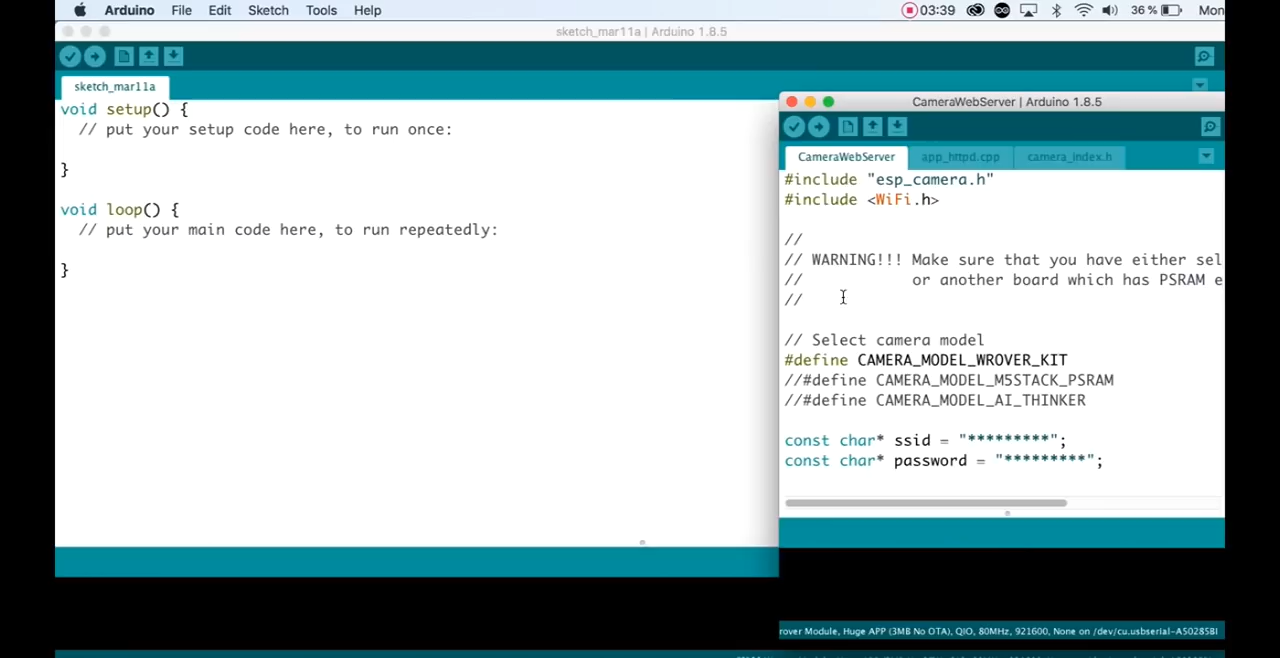 Arduino File Edit Sketch Tools Help 03:39 36% Mon
sketch_mar11a | Arduino 1.8.5
sketch_mar11a
void setup() {
// put your setup code here, to run once:
}
void loop() {
// put your main code here, to run repeatedly:
}
CameraWebServer | Arduino 1.8.5
CameraWebServer app_httpd.cpp camera_index.h
#include "esp_camera.h"
#include <WiFi.h>
//
// WARNING!!! Make sure that you have either sel
// or another board which has PSRAM e
//
// Select camera model
#define CAMERA_MODEL_WROVER_KIT
//#define CAMERA_MODEL_M5STACK_PSRAM
//#define CAMERA_MODEL_AI_THINKER
const char* ssid = "*********";
const char* password = "*********";
rover Module, Huge APP (3MB No OTA), QIO, 80MHz, 921600, None on /dev/cu.usbserial-A50285BI